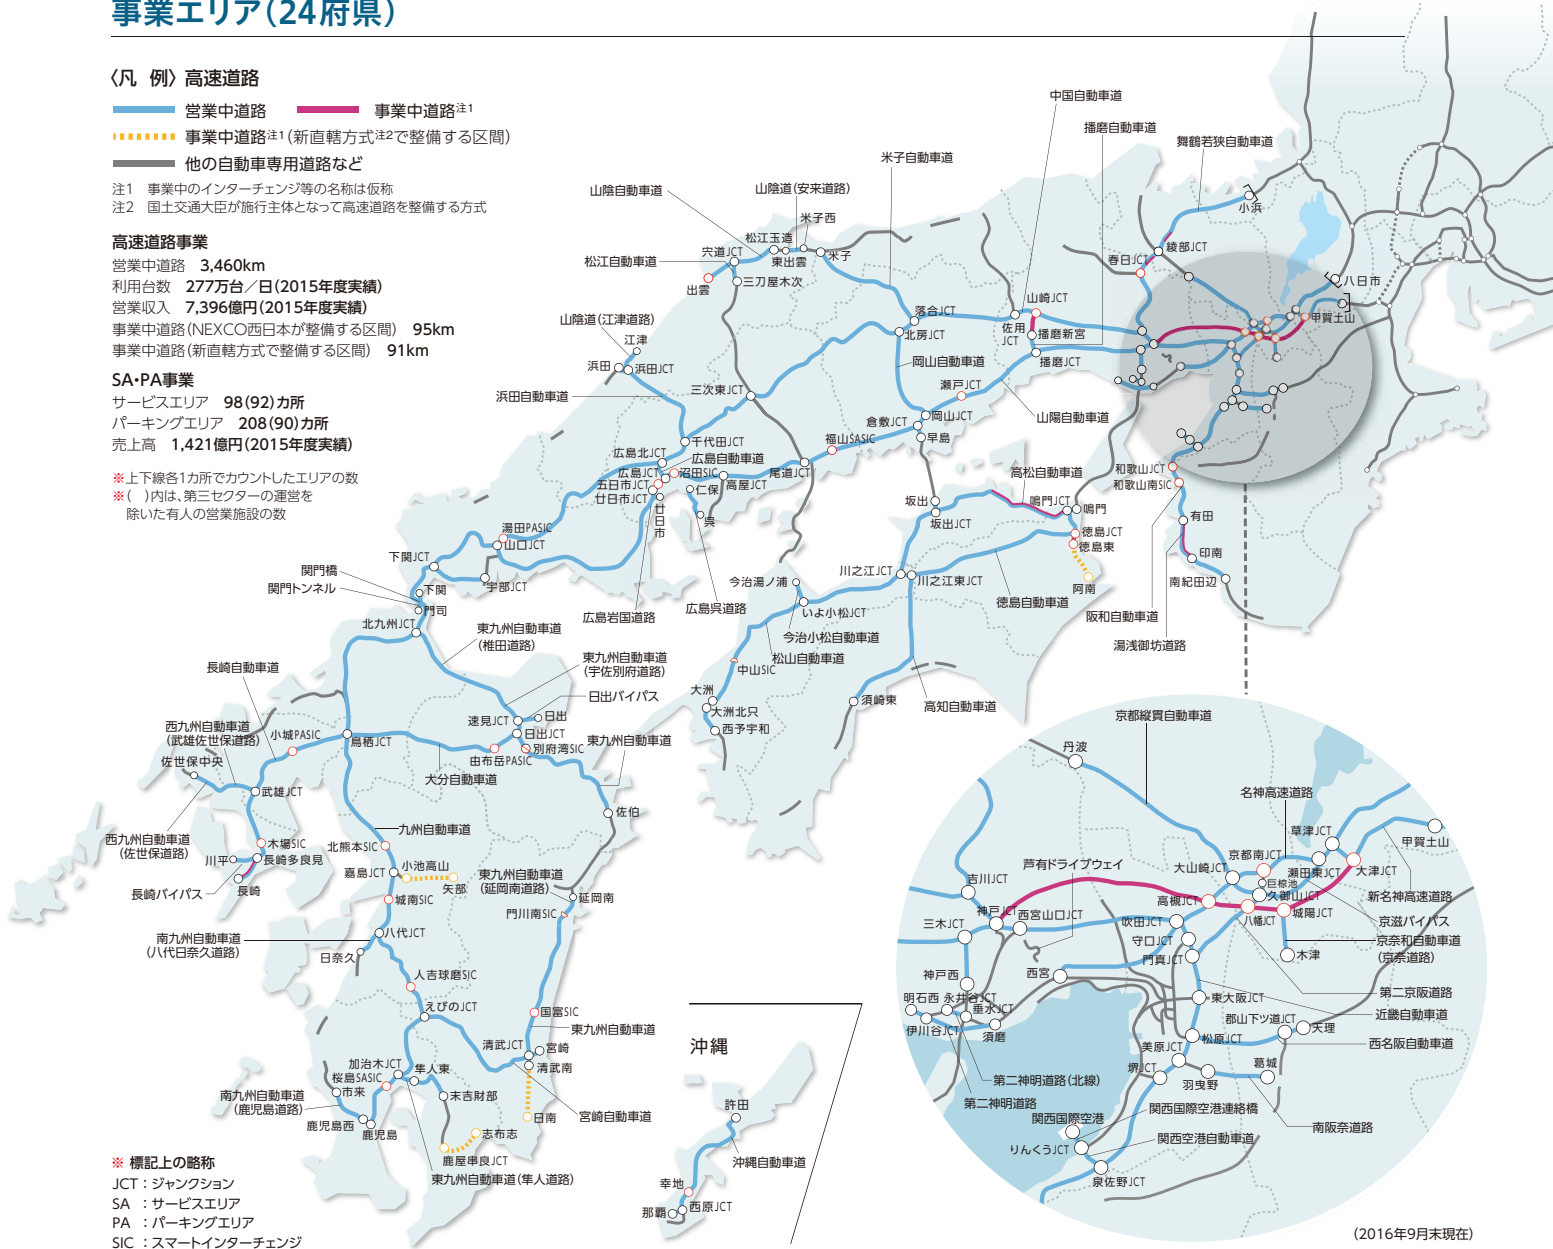 事業エリア（24府県）
〈凡 例〉 高速道路
営業中道路
事業中道路注1
事業中道路注1（新直轄方式注2で整備する区間）
他の自動車専用道路など
注1 事業中のインターチェンジ等の名称は仮称
注2 国土交通大臣が施行主体となって高速道路を整備する方式
高速道路事業
営業中道路 3,460km
利用台数 277万台／日（2015年度実績）
営業収入 7,396億円（2015年度実績）
事業中道路（NEXCO西日本が整備する区間） 95km
事業中道路（新直轄方式で整備する区間） 91km
SA・PA事業
サービスエリア 98（92）カ所
パーキングエリア 208（90）カ所
売上高 1,421億円（2015年度実績）
※上下線各1カ所でカウントしたエリアの数
※（ ）内は、第三セクターの運営を
除いた有人の営業施設の数
中国自動車道
播磨自動車道
舞鶴若狭自動車道
米子自動車道
山陰自動車道
山陰道（安来道路）
米子西
小浜
松江玉造
宍道JCT
東出雲
米子
綾部JCT
春日JCT
松江自動車道
三刀屋木次
出雲
八日市
甲賀土山
山崎JCT
落合JCT
佐用
JCT
播磨新宮
北房JCT
播磨JCT
岡山自動車道
山陰道（江津道路）
江津
浜田
浜田JCT
瀬戸JCT
浜田自動車道
三次東JCT
山陽自動車道
岡山JCT
倉敷JCT
早島
福山SASIC
千代田JCT
広島自動車道
広島北JCT
広島JCT
沼田SIC
五日市JCT
廿日市JCT
廿日市
仁保
呉
高屋JCT
尾道JCT
高松自動車道
鳴門JCT
鳴門
坂出
坂出JCT
徳島JCT
徳島東
阿南
和歌山JCT
和歌山南SIC
有田
印南
南紀田辺
阪和自動車道
湯浅御坊道路
湯田PASIC
山口JCT
下関JCT
宇部JCT
関門橋
関門トンネル
下関
門司
北九州JCT
広島岩国道路
広島呉道路
今治湯ノ浦
川之江JCT
川之江東JCT
いよ小松JCT
徳島自動車道
今治小松自動車道
松山自動車道
中山SIC
大洲
大洲北只
西予宇和
須崎東
高知自動車道
東九州自動車道
（椎田道路）
東九州自動車道
（宇佐別府道路）
日出バイパス
速見JCT
日出
日出JCT
別府湾SIC
由布岳PASIC
東九州自動車道
大分自動車道
長崎自動車道
西九州自動車道
（武雄佐世保道路）
小城PASIC
鳥栖JCT
佐世保中央
武雄JCT
西九州自動車道
（佐世保道路）
木場SIC
川平
長崎多良見
長崎バイパス
長崎
佐伯
九州自動車道
北熊本SIC
小池高山
嘉島JCT
矢部
東九州自動車道
（延岡南道路）
延岡南
門川南SIC
城南SIC
八代JCT
南九州自動車道
（八代日奈久道路）
日奈久
人吉球磨SIC
えびのJCT
国富SIC
東九州自動車道
清武JCT
宮崎
清武南
加治木JCT
桜島SASIC
隼人東
市来
末吉財部
南九州自動車道
（鹿児島道路）
日南
宮崎自動車道
鹿児島西
鹿児島
志布志
鹿屋串良JCT
東九州自動車道（隼人道路）
沖縄
許田
沖縄自動車道
幸地
那覇
西原JCT
京都縦貫自動車道
丹波
名神高速道路
草津JCT
甲賀土山
京都南JCT
大山崎JCT
瀬田東JCT
大津JCT
芦有ドライブウェイ
巨椋池
久御山JCT
新名神高速道路
吉川JCT
高槻JCT
城陽JCT
神戸JCT
西宮山口JCT
八幡JCT
京滋バイパス
三木JCT
吹田JCT
守口JCT
京奈和自動車道
（京奈道路）
門真JCT
木津
神戸西
西宮
第二京阪道路
明石西
永井谷JCT
東大阪JCT
垂水JCT
近畿自動車道
郡山下ツ道JCT
天理
伊川谷JCT
須磨
松原JCT
西名阪自動車道
美原JCT
堺JCT
葛城
羽曳野
第二神明道路（北線）
第二神明道路
関西国際空港連絡橋
関西国際空港
南阪奈道路
関西空港自動車道
りんくうJCT
泉佐野JCT
※ 標記上の略称
JCT ：ジャンクション
SA ：サービスエリア
PA ：パーキングエリア
SIC ：スマートインターチェンジ
（2016年9月末現在）